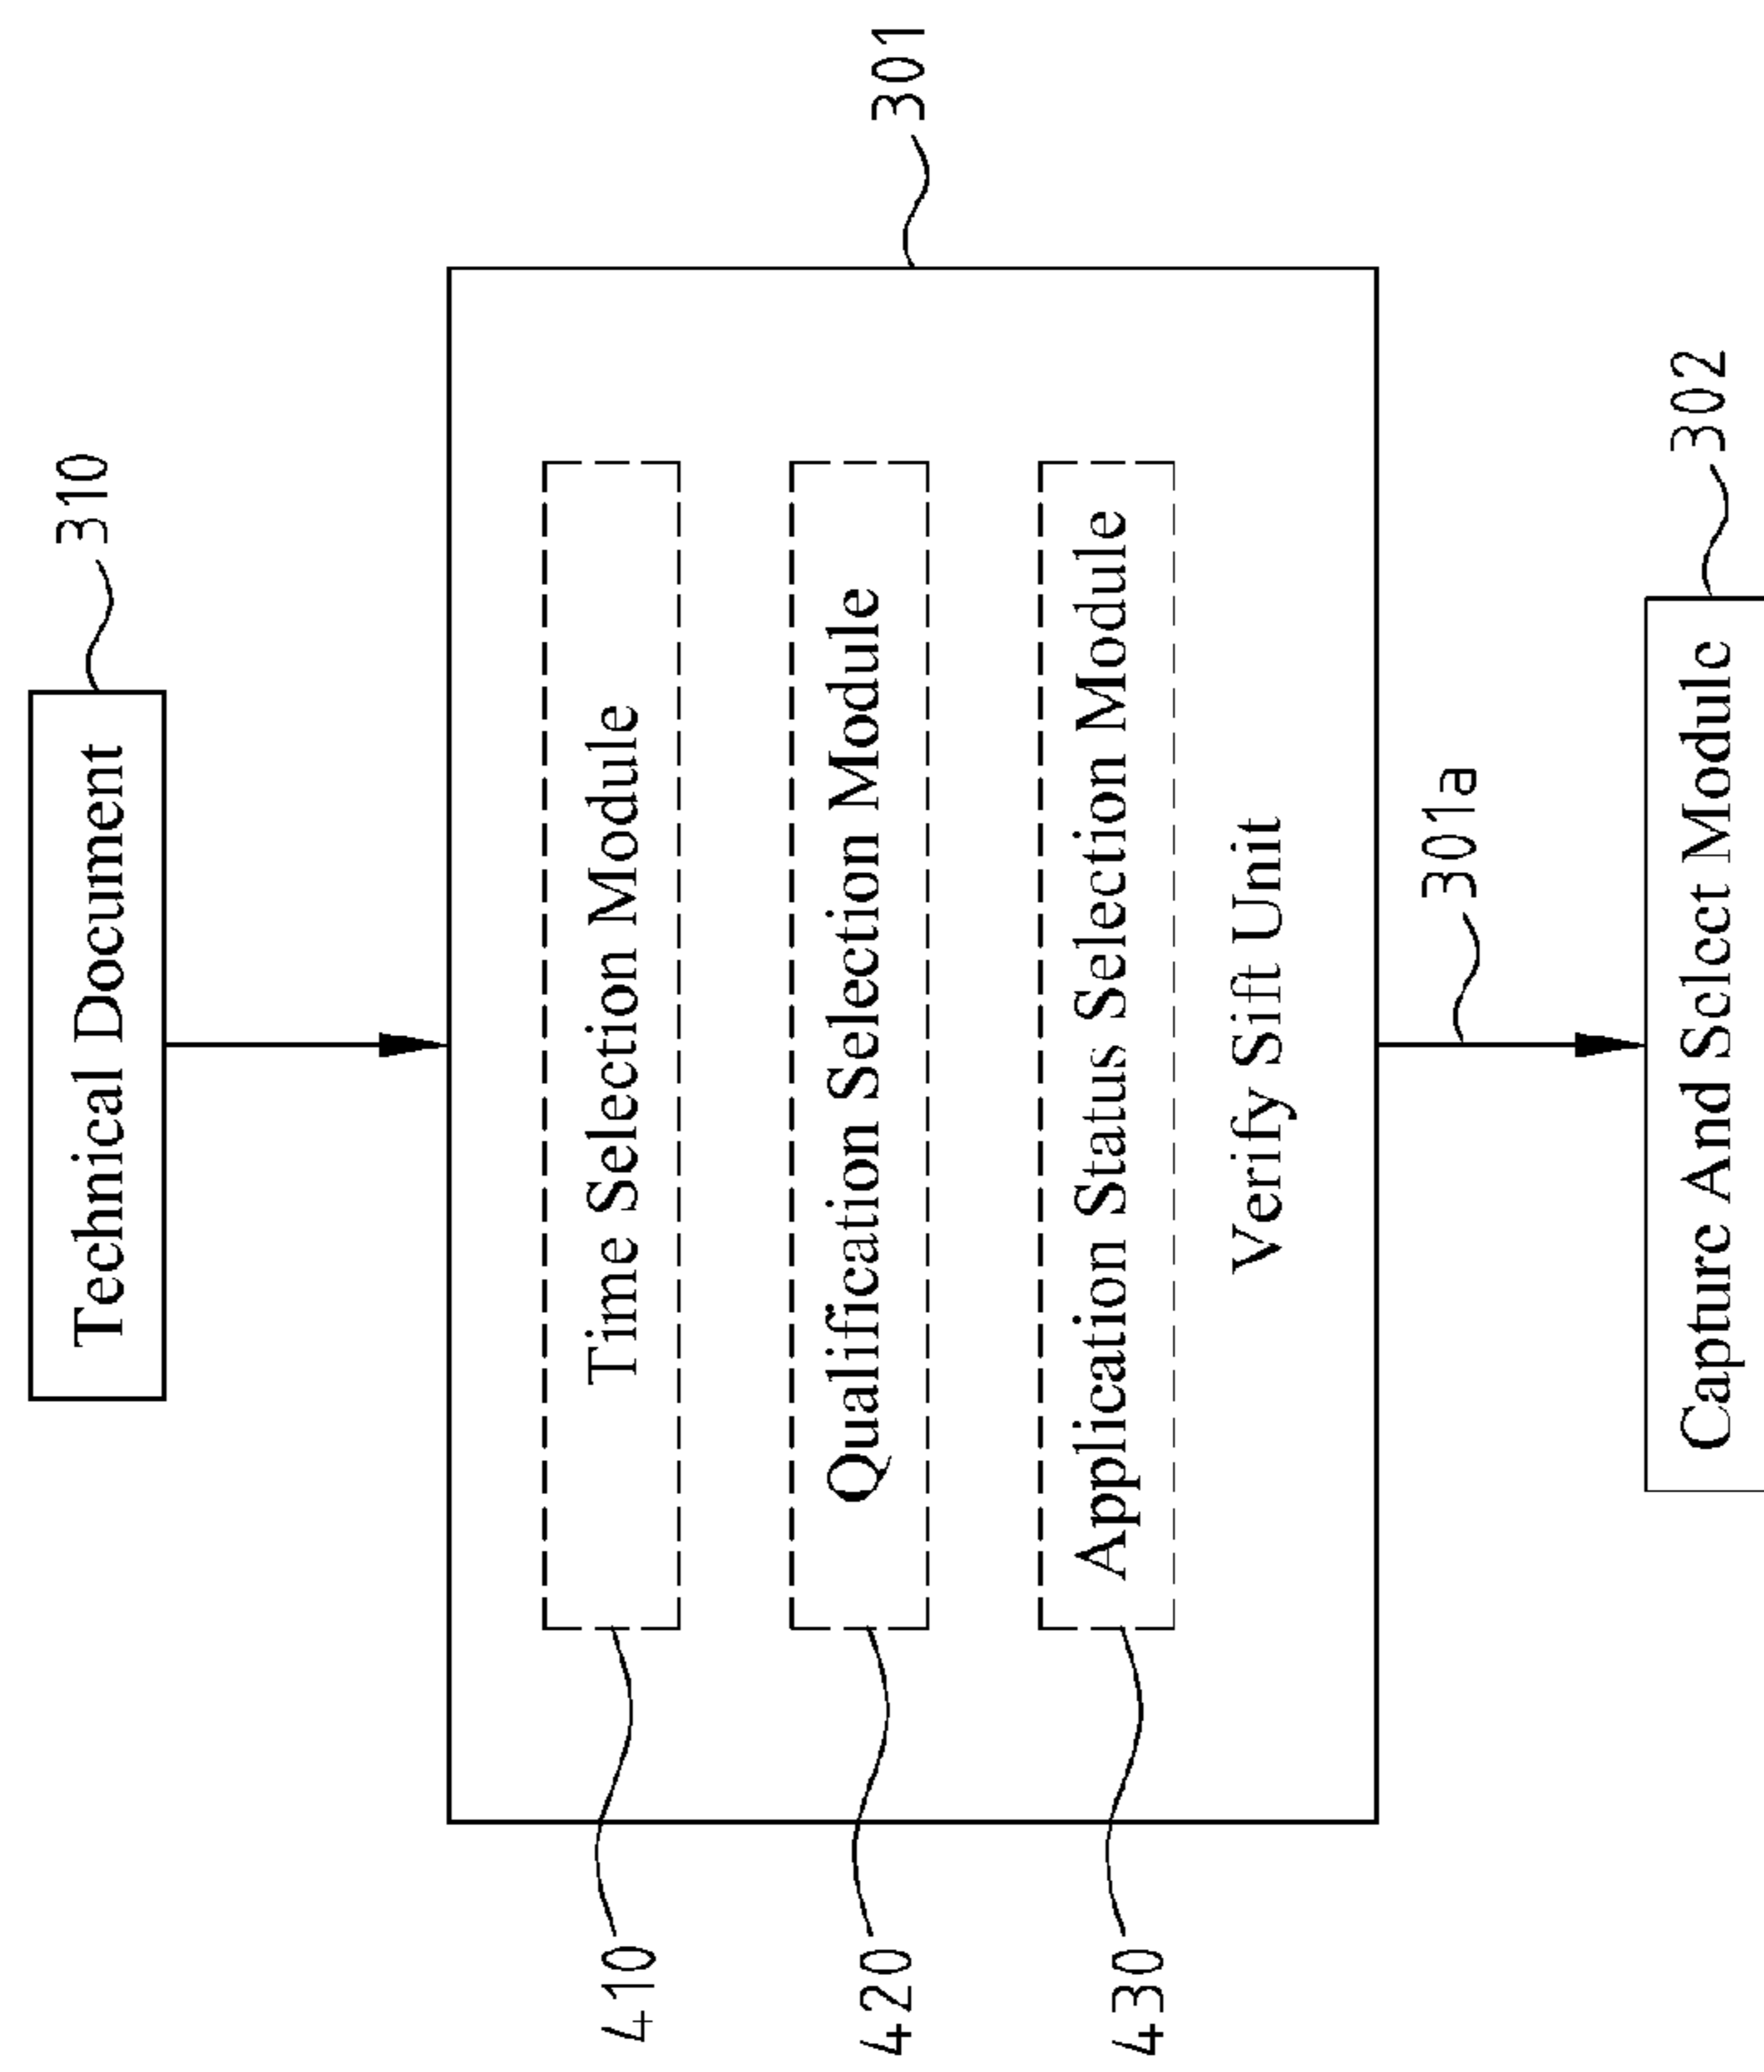 Technical Document
310
301
410
Time Selection Module
420
Qualification Selection Module
430
Application Status Selection Module
Verify Sift Unit
301a
Capture And Select Module
302